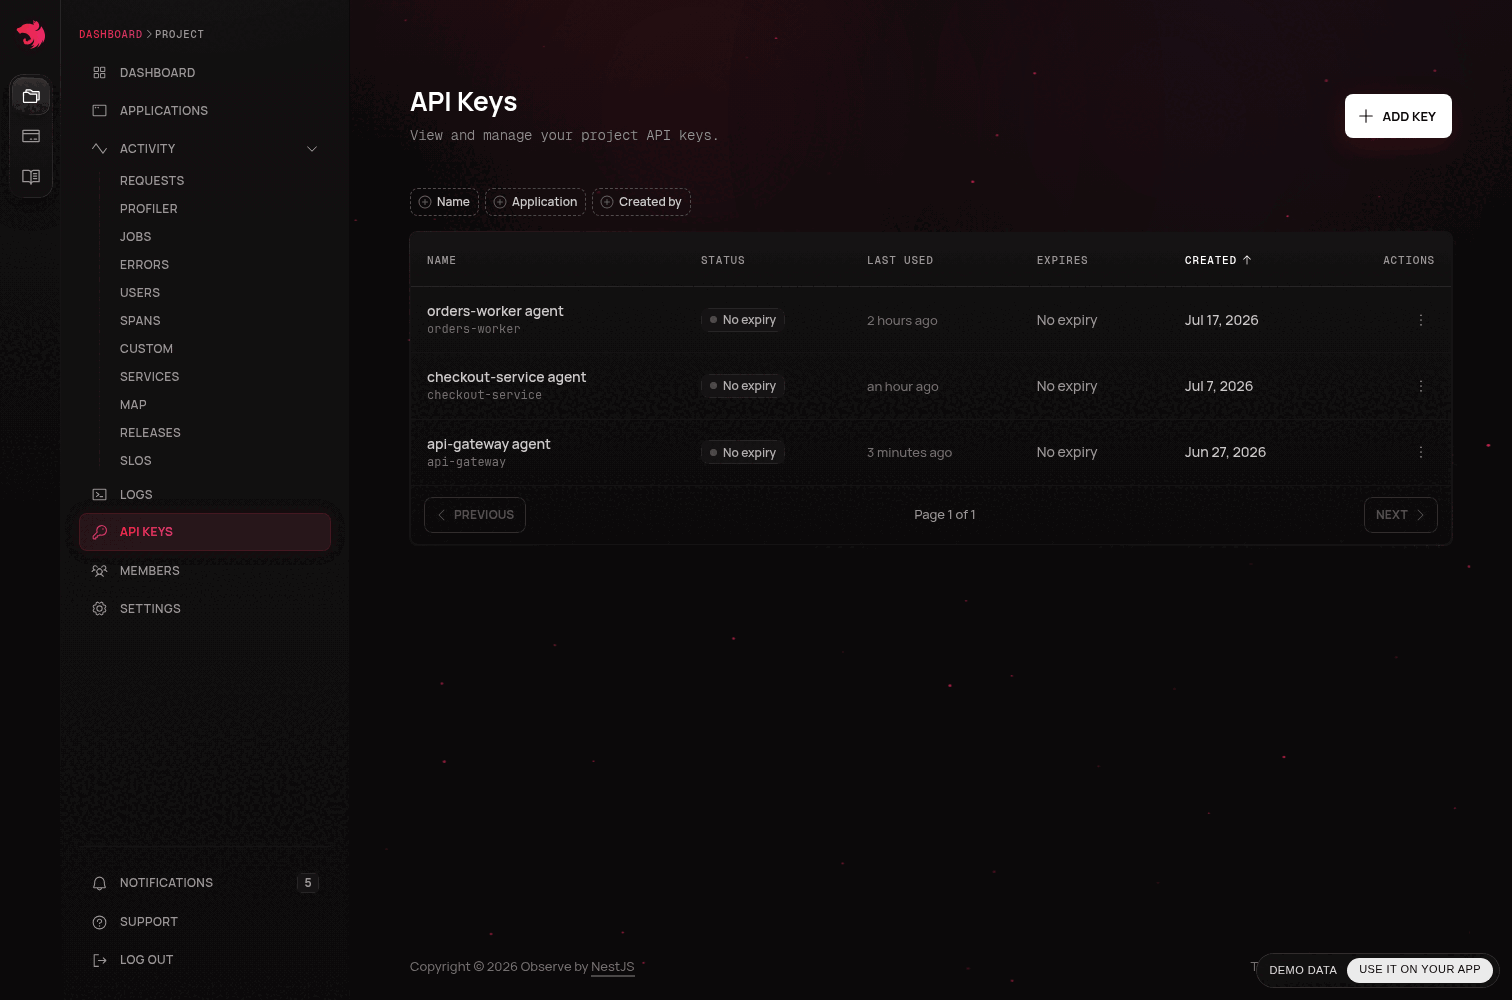 DASHBOARD PROJECT
DASHBOARD
APPLICATIONS
ACTIVITY
REQUESTS
PROFILER
JOBS
ERRORS
USERS
SPANS
CUSTOM
SERVICES
MAP
RELEASES
SLOS
LOGS
API KEYS
MEMBERS
SETTINGS
NOTIFICATIONS 5
SUPPORT
LOG OUT
API Keys
View and manage your project API keys.
ADD KEY
Name Application Created by
NAME STATUS LAST USED EXPIRES CREATED ACTIONS
orders-worker agent No expiry 2 hours ago No expiry Jul 17, 2026
orders-worker
checkout-service agent No expiry an hour ago No expiry Jul 7, 2026
checkout-service
api-gateway agent No expiry 3 minutes ago No expiry Jun 27, 2026
api-gateway
PREVIOUS Page 1 of 1 NEXT
Copyright © 2026 Observe by NestJS
DEMO DATA USE IT ON YOUR APP